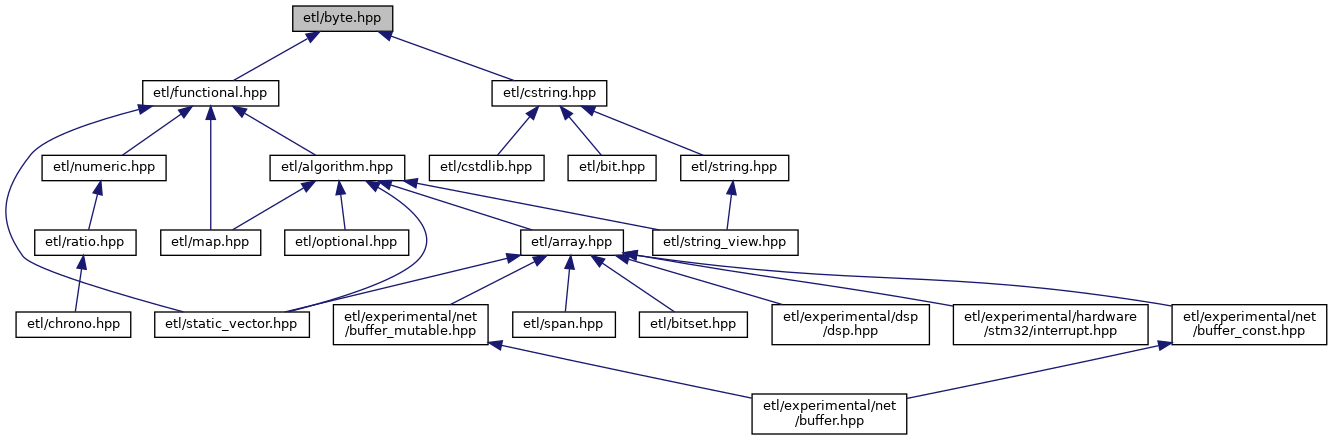 etl/byte.hpp
etl/functional.hpp
etl/cstring.hpp
etl/numeric.hpp
etl/algorithm.hpp
etl/cstdlib.hpp
etl/bit.hpp
etl/string.hpp
etl/ratio.hpp
etl/map.hpp
etl/optional.hpp
etl/array.hpp
etl/string_view.hpp
etl/chrono.hpp
etl/static_vector.hpp
etl/experimental/net
/buffer_mutable.hpp
etl/span.hpp
etl/bitset.hpp
etl/experimental/dsp
/dsp.hpp
etl/experimental/hardware
/stm32/interrupt.hpp
etl/experimental/net
/buffer_const.hpp
etl/experimental/net
/buffer.hpp